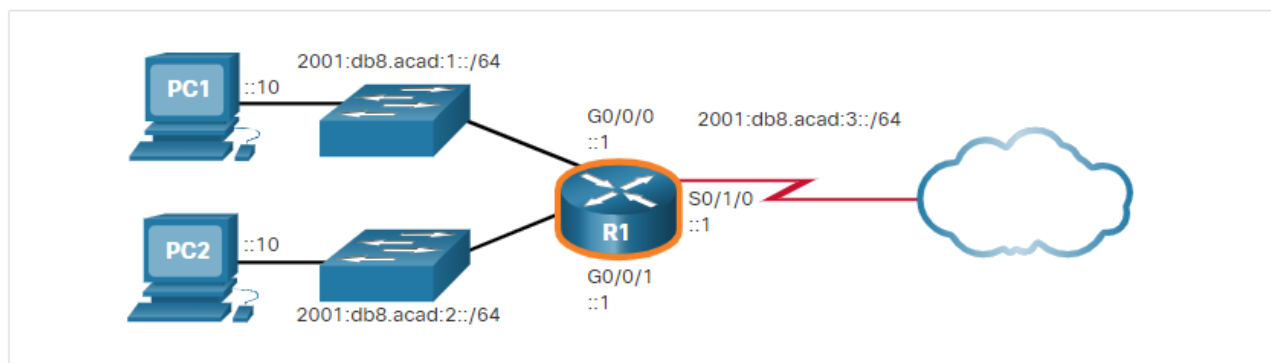 2001:db8.acad:1::/64
PC1
::10
G0/0/0
::1
2001:db8.acad:3::/64
S0/1/0
::1
R1
PC2
::10
G0/0/1
::1
2001:db8.acad:2::/64